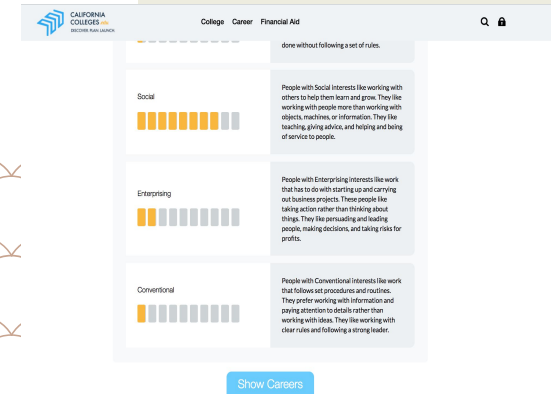 CALIFORNIA
COLLEGES.edu
DISCOVER PLAN LAUNCH
College Career Financial Aid
done without following a set of rules.
Social
People with Social interests like working with
others to help them learn and grow. They like
working with people more than working with
objects, machines, or information. They like
teaching, giving advice, and helping and being
of service to people.
Enterprising
People with Enterprising interests like work
that has to do with starting up and carrying
out business projects. These people like
taking action rather than thinking about
things. They like persuading and leading
people, making decisions, and taking risks for
profits.
Conventional
People with Conventional interests like work
that follows set procedures and routines.
They prefer working with information and
paying attention to details rather than
working with ideas. They like working with
clear rules and following a strong leader.
Show Careers